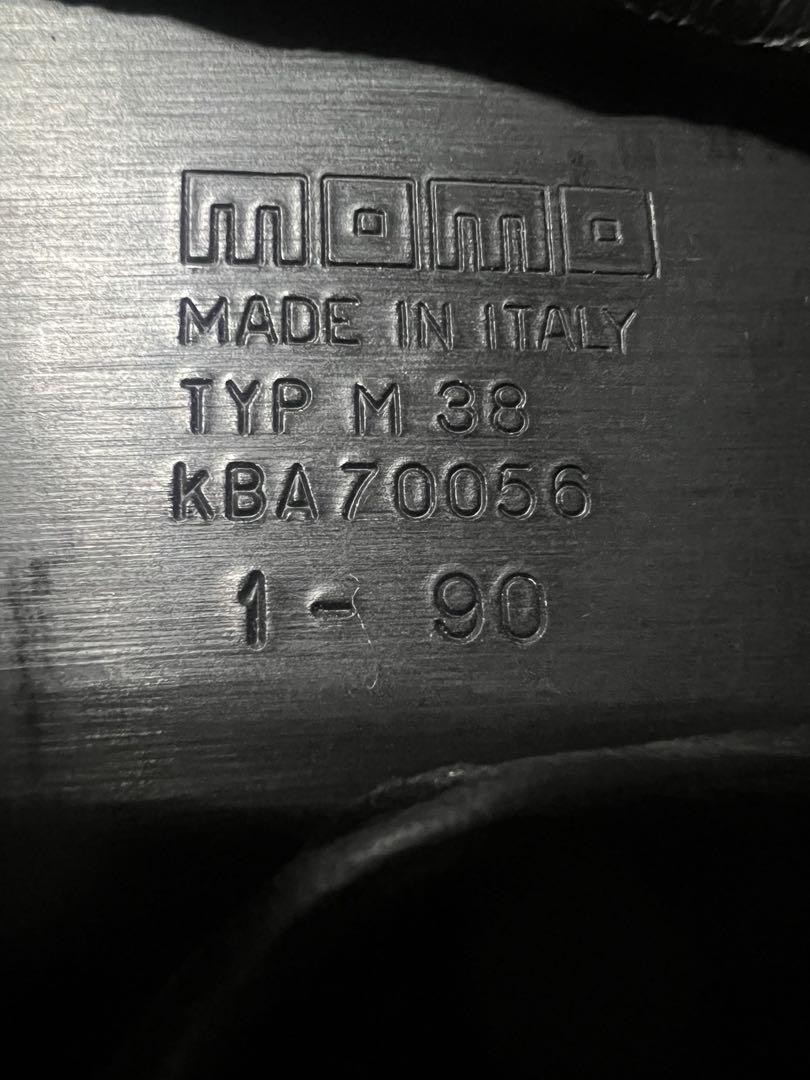 momo
MADE IN ITALY
TYP M 38
KBA 70056
1 - 90